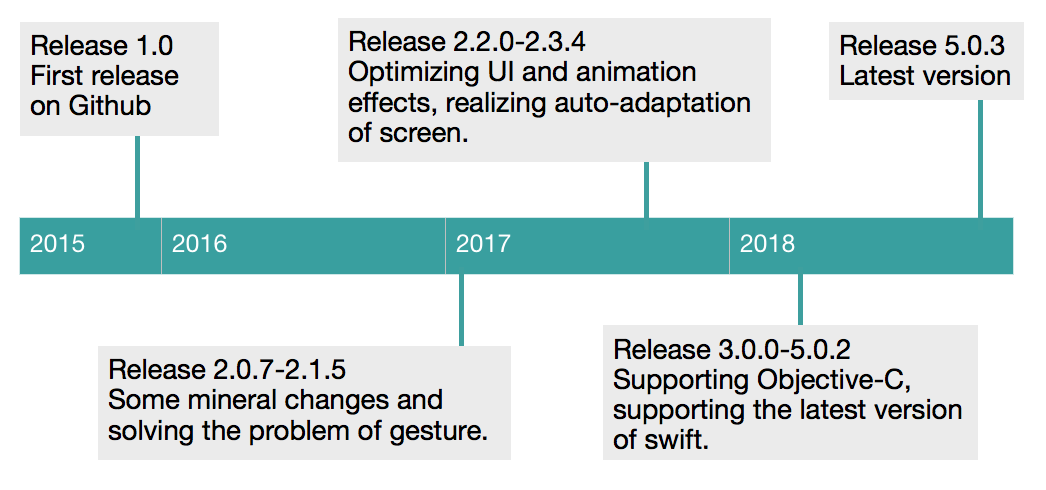 Release 1.0
First release
on Github
Release 2.2.0-2.3.4
Optimizing UI and animation
effects, realizing auto-adaptation
of screen.
Release 5.0.3
Latest version
2015
2016
2017
2018
Release 2.0.7-2.1.5
Some mineral changes and
solving the problem of gesture.
Release 3.0.0-5.0.2
Supporting Objective-C,
supporting the latest version
of swift.